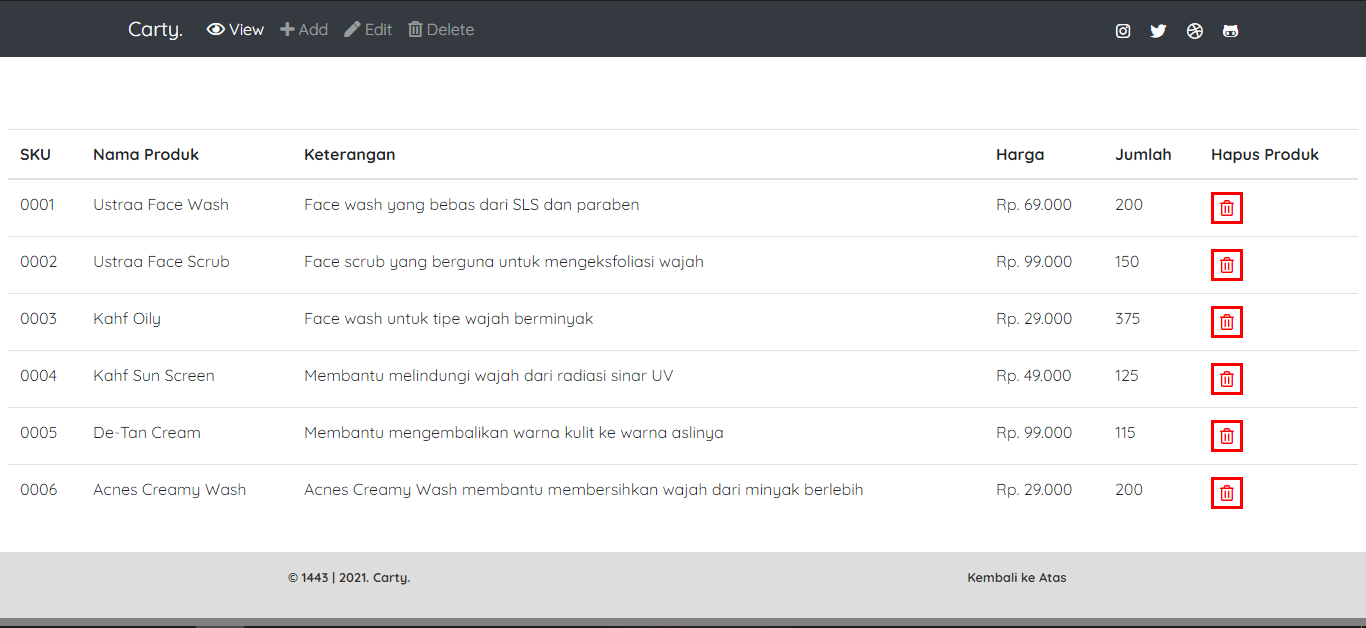 Carty. View Add Edit Delete
SKU Nama Produk Keterangan Harga Jumlah Hapus Produk
0001 Ustraa Face Wash Face wash yang bebas dari SLS dan paraben Rp. 69.000 200
0002 Ustraa Face Scrub Face scrub yang berguna untuk mengeksfoliasi wajah Rp. 99.000 150
0003 Kahf Oily Face wash untuk tipe wajah berminyak Rp. 29.000 375
0004 Kahf Sun Screen Membantu melindungi wajah dari radiasi sinar UV Rp. 49.000 125
0005 De-Tan Cream Membantu mengembalikan warna kulit ke warna aslinya Rp. 99.000 115
0006 Acnes Creamy Wash Acnes Creamy Wash membantu membersihkan wajah dari minyak berlebih Rp. 29.000 200
© 1443 | 2021. Carty. Kembali ke Atas